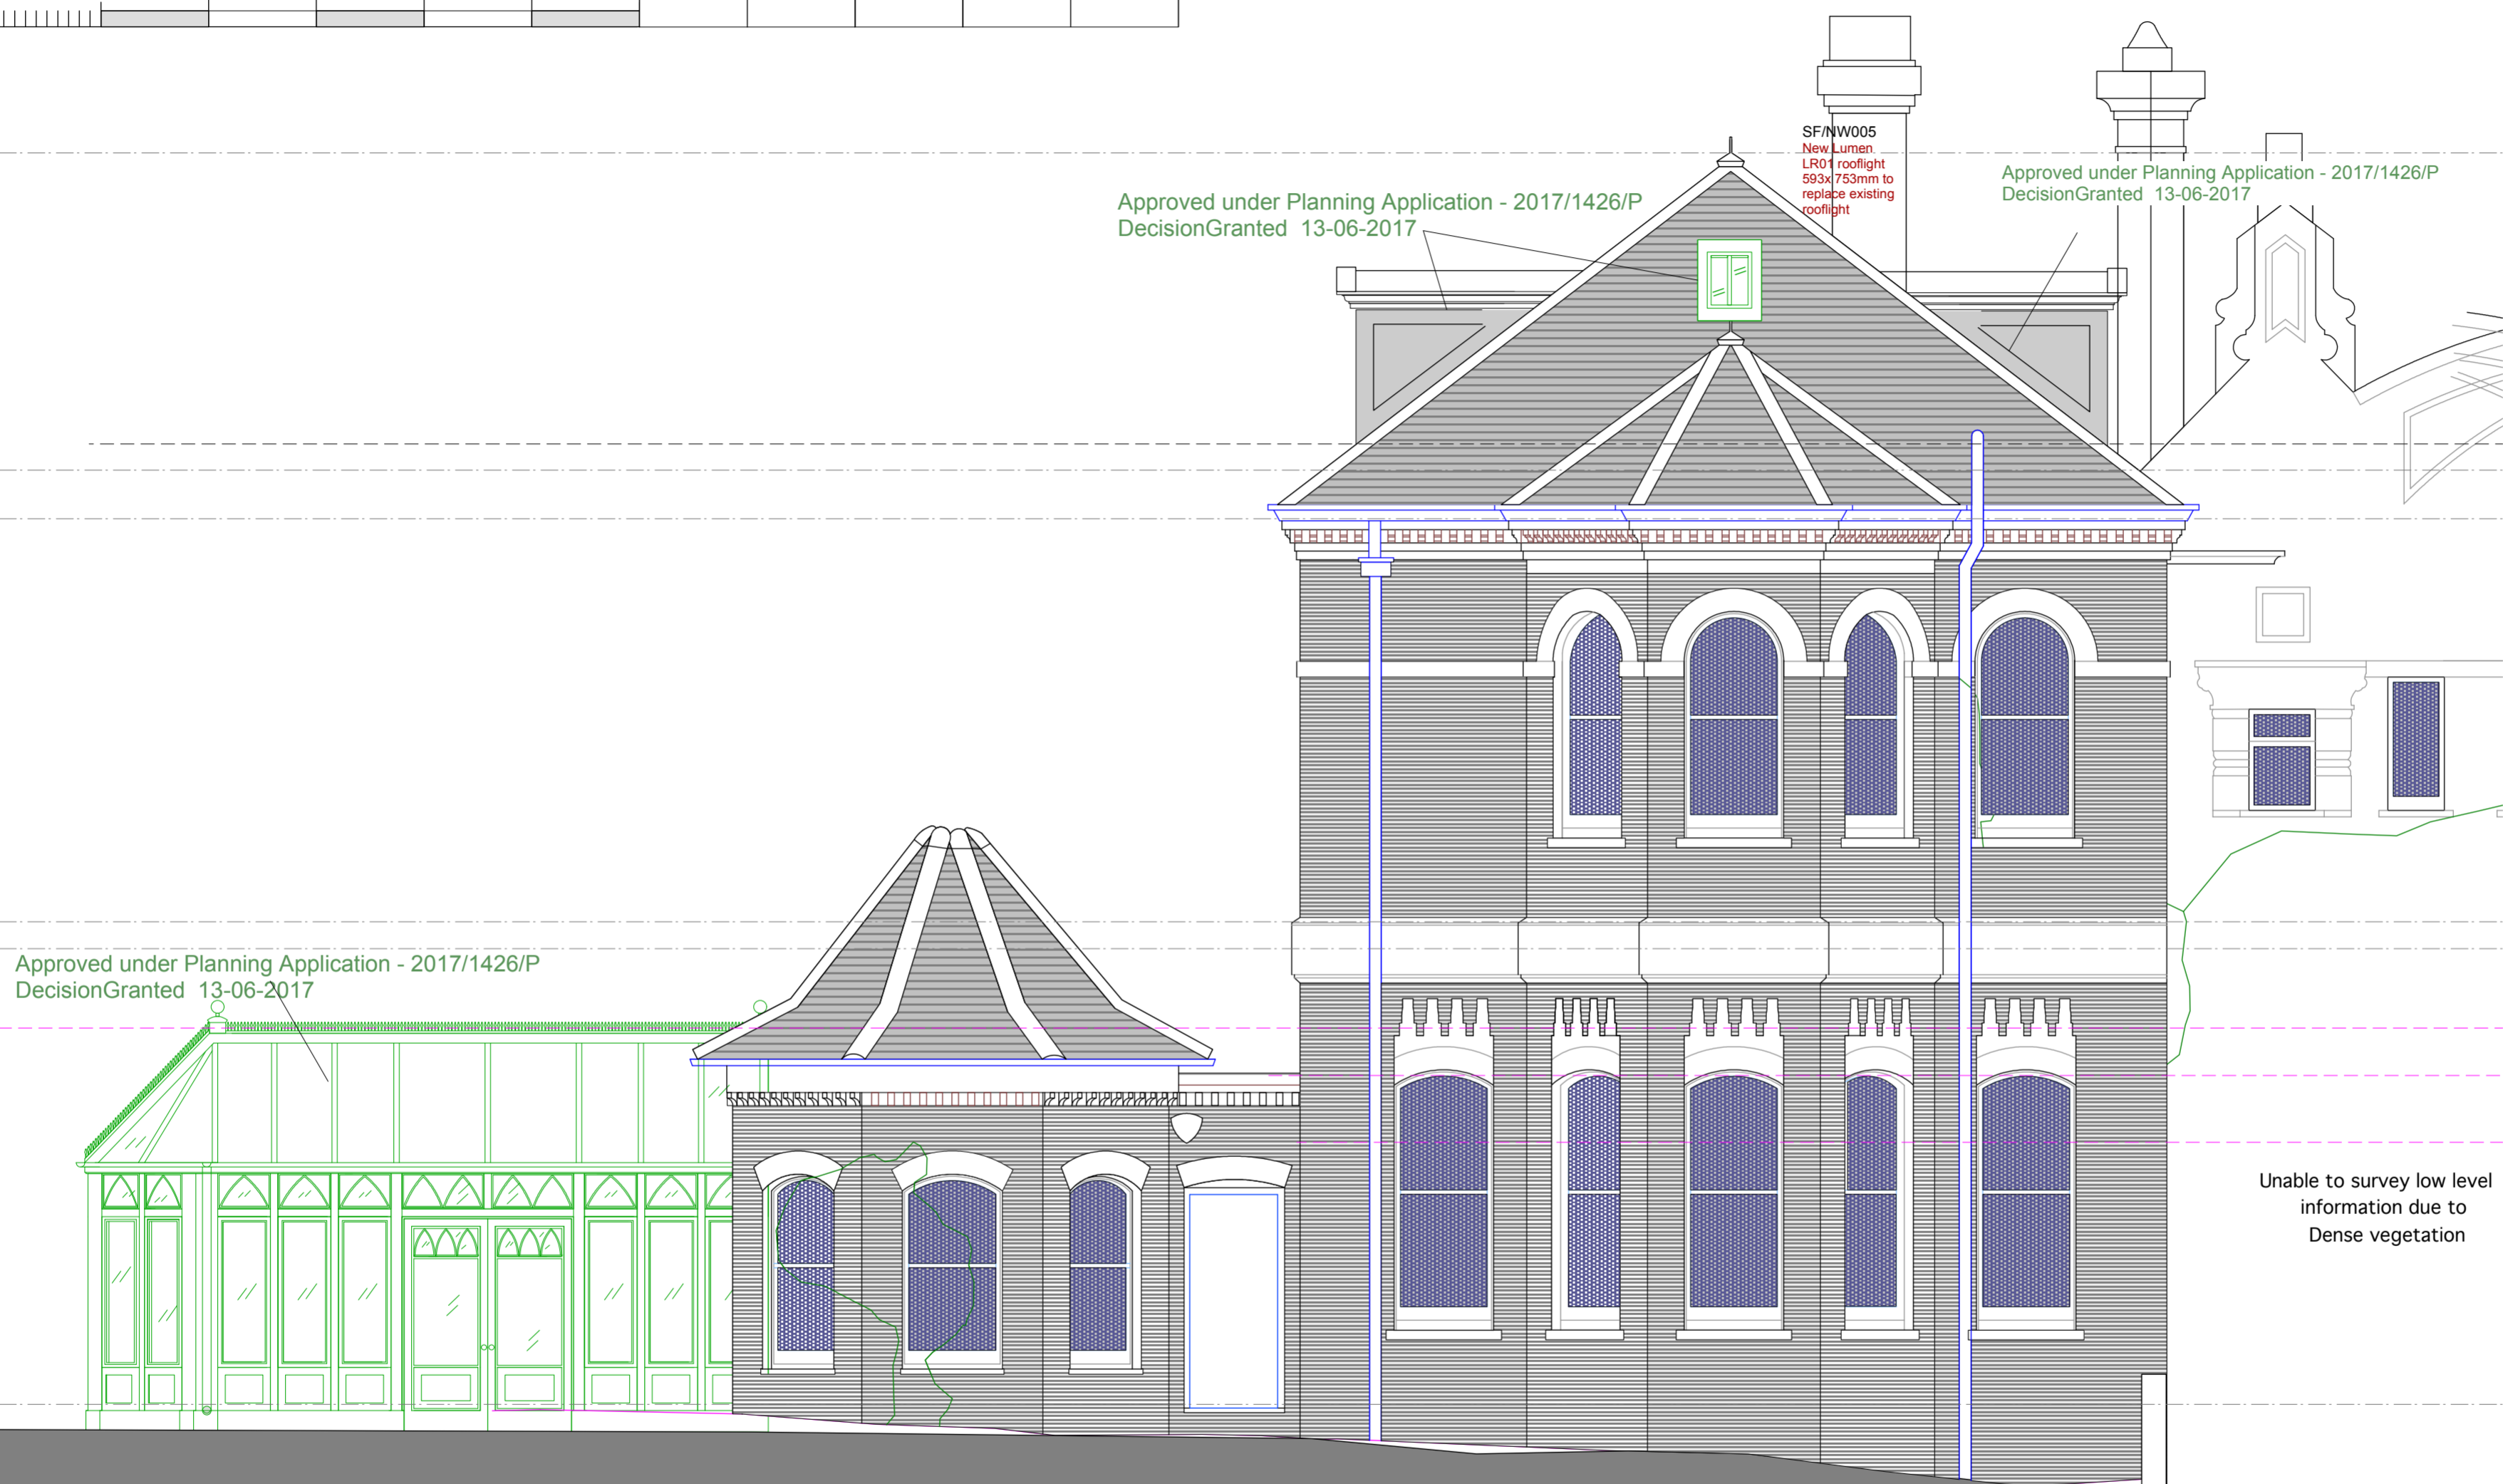 SF/NW005
New Lumen
LR01 rooflight
593x 753mm to
replace existing
rooflight
Approved under Planning Application - 2017/1426/P
DecisionGranted 13-06-2017
Approved under Planning Application - 2017/1426/P
DecisionGranted 13-06-2017
Approved under Planning Application - 2017/1426/P
DecisionGranted 13-06-2017
Unable to survey low level
information due to
Dense vegetation